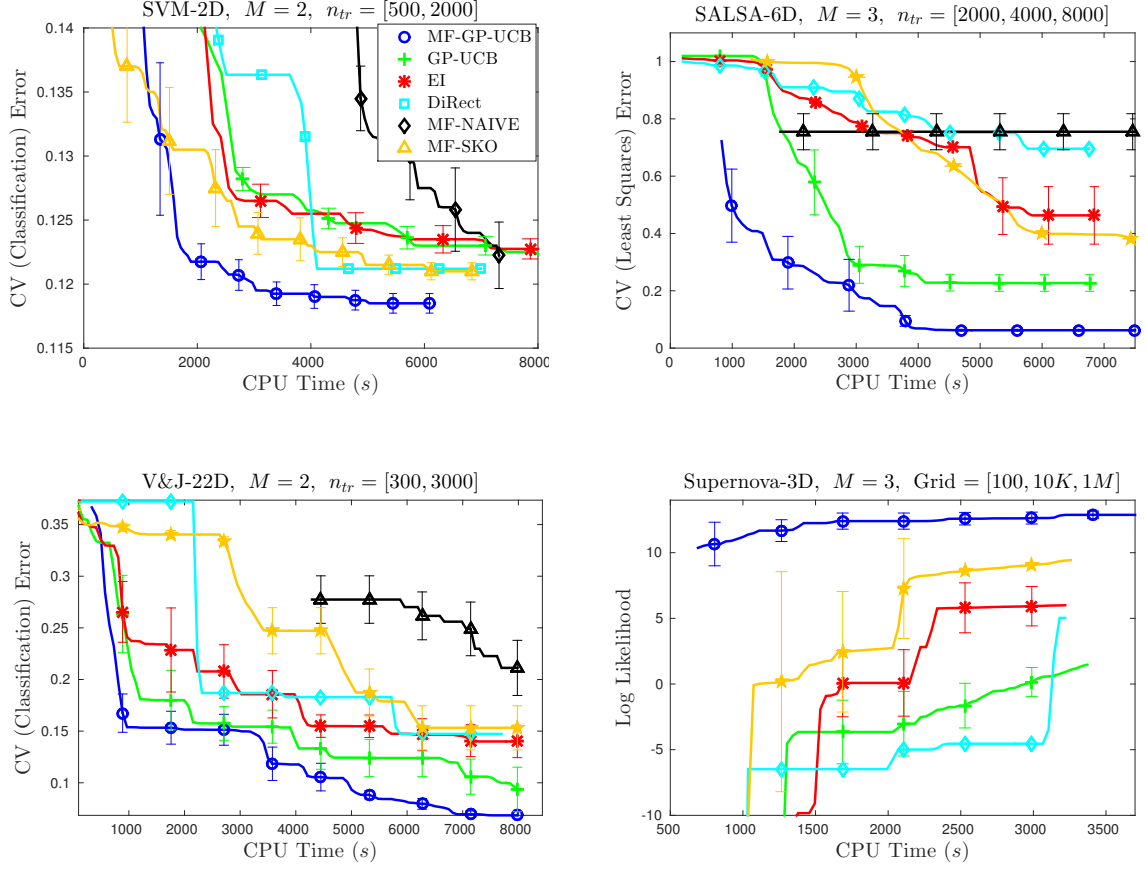 SVM-2D, M = 2, n_tr = [500, 2000]
CV (Classification) Error
0.14
0.135
0.13
0.125
0.12
0.115
MF-GP-UCB
GP-UCB
EI
DiRect
MF-NAIVE
MF-SKO
0 2000 4000 6000 8000
CPU Time (s)
SALSA-6D, M = 3, n_tr = [2000, 4000, 8000]
CV (Least Squares) Error
1
0.8
0.6
0.4
0.2
0
1000 2000 3000 4000 5000 6000 7000
CPU Time (s)
V&J-22D, M = 2, n_tr = [300, 3000]
CV (Classification) Error
0.35
0.3
0.25
0.2
0.15
0.1
1000 2000 3000 4000 5000 6000 7000 8000
CPU Time (s)
Supernova-3D, M = 3, Grid = [100, 10K, 1M]
Log Likelihood
10
5
0
-5
-10
500 1000 1500 2000 2500 3000 3500
CPU Time (s)